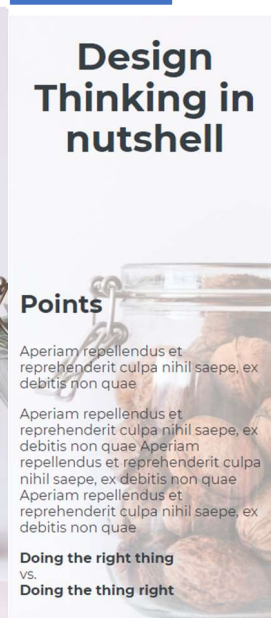 Design
Thinking in
nutshell
Points
Aperiam repellendus et
reprehenderit culpa nihil saepe, ex
debitis non quae
Aperiam repellendus et
reprehenderit culpa nihil saepe, ex
debitis non quae Aperiam
repellendus et reprehenderit culpa
nihil saepe, ex debitis non quae
Aperiam repellendus et
reprehenderit culpa nihil saepe, ex
debitis non quae
Doing the right thing
vs.
Doing the thing right